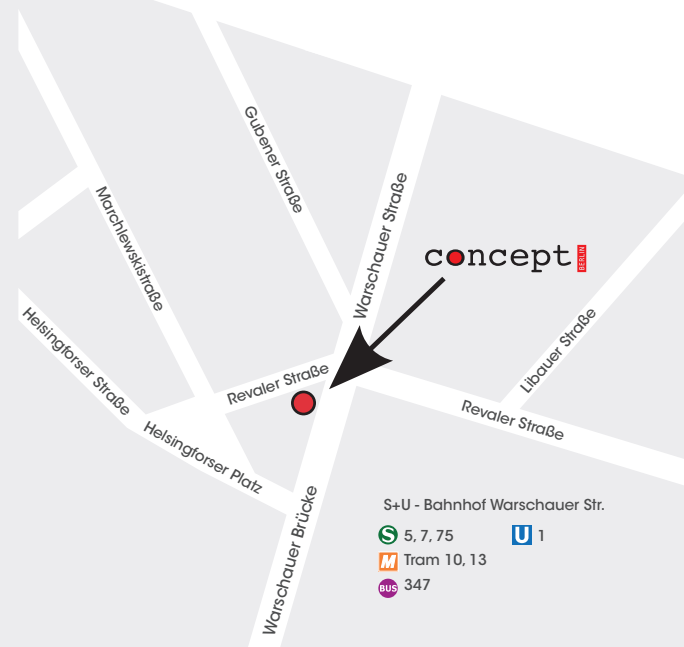 Gubener Straße
Warschauer Straße
Marchlewskistraße
concept
BERLIN
Helsingforser Straße
Libauer Straße
Revaler Straße
Revaler Straße
Helsingforser Platz
Warschauer Brücke
S+U - Bahnhof Warschauer Str.
S 5, 7, 75 U 1
M Tram 10, 13
BUS 347